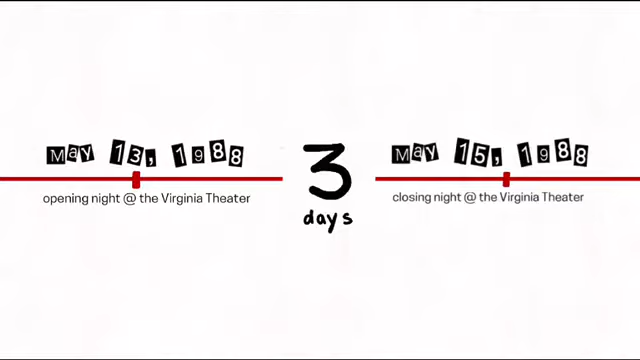 May 13, 1988
opening night @ the Virginia Theater
3
days
May 15, 1988
closing night @ the Virginia Theater